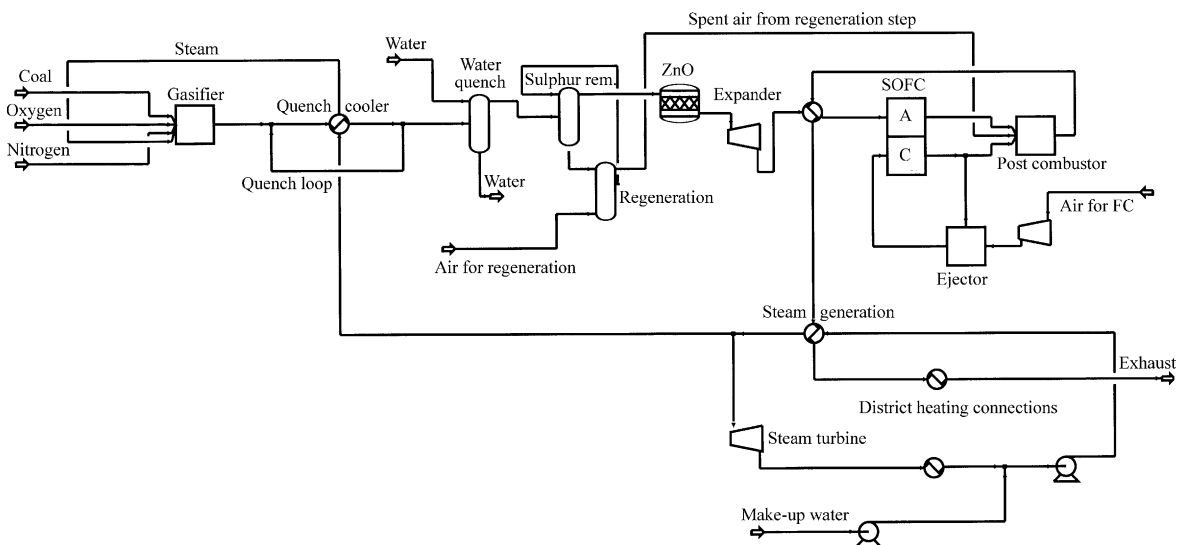 Spent air from regeneration step
Steam
Water
Coal
Gasifier
Water
quench
Sulphur rem.
ZnO
Expander
SOFC
Oxygen
Quench cooler
A
Nitrogen
C
Post combustor
Quench loop
Water
Regeneration
Air for FC
Air for regeneration
Ejector
Steam generation
Exhaust
District heating connections
Steam turbine
Make-up water